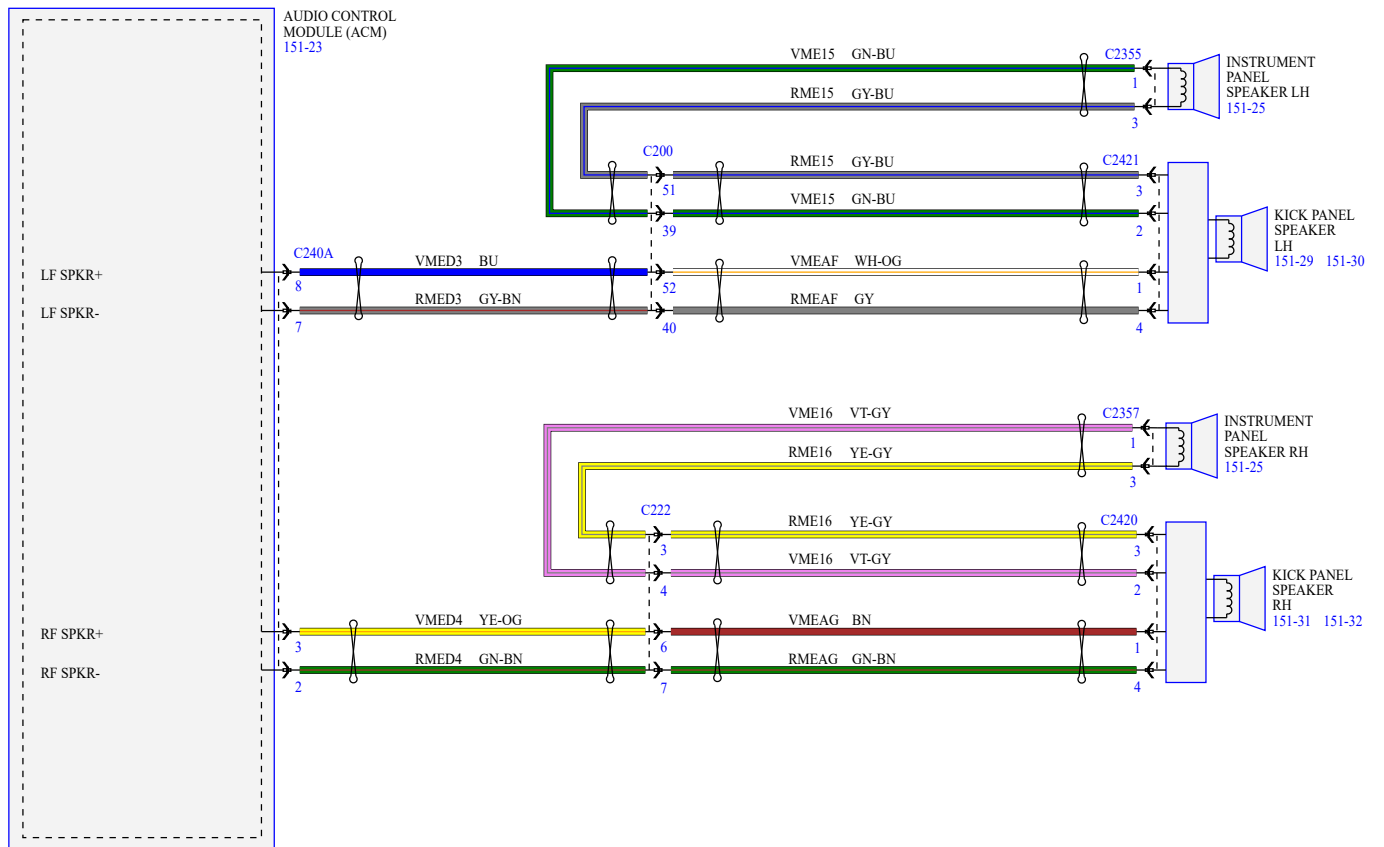 AUDIO CONTROL
MODULE (ACM)
151-23
VME15 GN-BU
C2355
1
INSTRUMENT
PANEL
SPEAKER LH
151-25
RME15 GY-BU
3
C200
RME15 GY-BU
C2421
51
3
VME15 GN-BU
39
2
KICK PANEL
SPEAKER
LH
151-29 151-30
LF SPKR+
C240A
8
VMED3 BU
52
VMEAF WH-OG
1
LF SPKR-
7
RMED3 GY-BN
40
RMEAF GY
4
VME16 VT-GY
C2357
1
INSTRUMENT
PANEL
SPEAKER RH
151-25
RME16 YE-GY
3
C222
RME16 YE-GY
C2420
3
3
VME16 VT-GY
4
2
KICK PANEL
SPEAKER
RH
151-31 151-32
RF SPKR+
3
VMED4 YE-OG
6
VMEAG BN
1
RF SPKR-
2
RMED4 GN-BN
7
RMEAG GN-BN
4